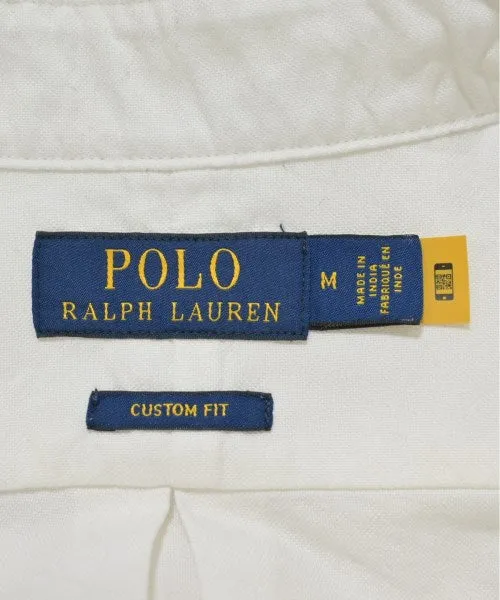 POLO
RALPH LAUREN
M
MADE IN
INDIA
FABRIQUÉ EN
INDE
CUSTOM FIT